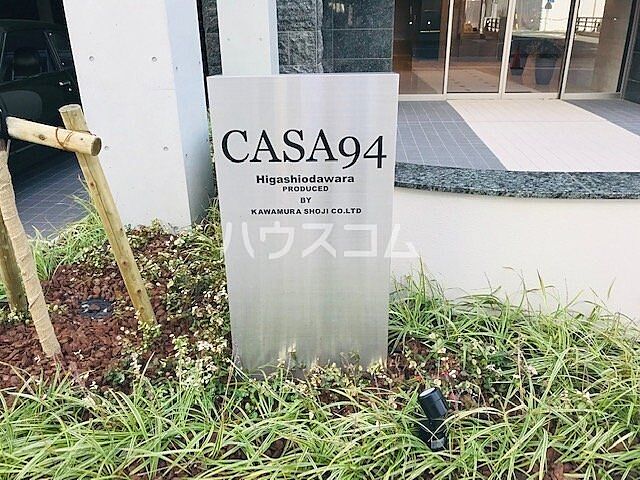 CASA94
Higashiodawara
PRODUCED
BY
KAWAMURA SHOJI CO.LTD
ハウスコム